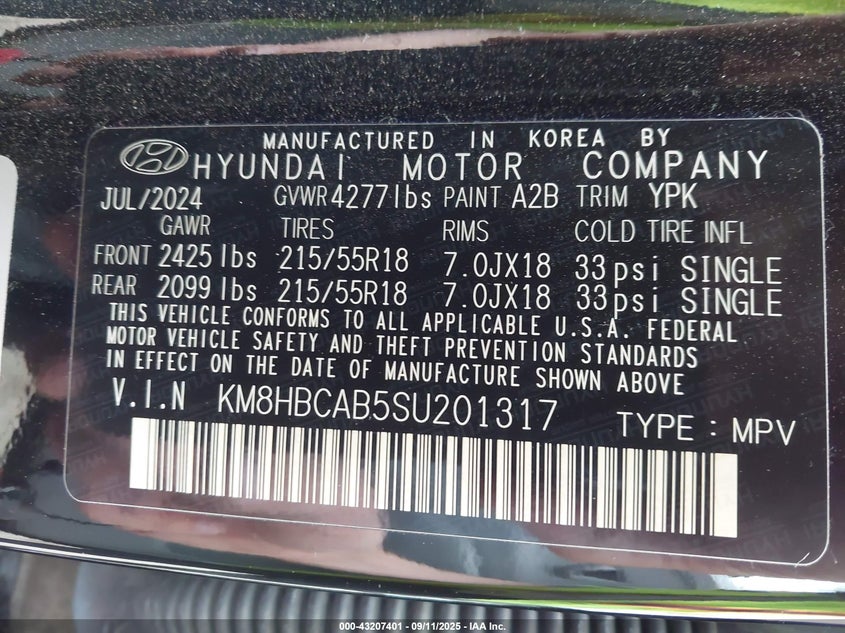 MANUFACTURED IN KOREA BY
HYUNDAI MOTOR COMPANY
JUL/2024 GVWR 4277lbs PAINT A2B TRIM YPK
GAWR TIRES RIMS COLD TIRE INFL
FRONT 2425 lbs 215/55R18 7.0JX18 33psi SINGLE
REAR 2099 lbs 215/55R18 7.0JX18 33psi SINGLE
THIS VEHICLE CONFORMS TO ALL APPLICABLE U.S.A. FEDERAL
MOTOR VEHICLE SAFETY AND THEFT PREVENTION STANDARDS
IN EFFECT ON THE DATE OF MANUFACTURE SHOWN ABOVE
V.I.N KM8HBCAB5SU201317 TYPE : MPV
000-43207401 - 09/11/2025 - IAA Inc.